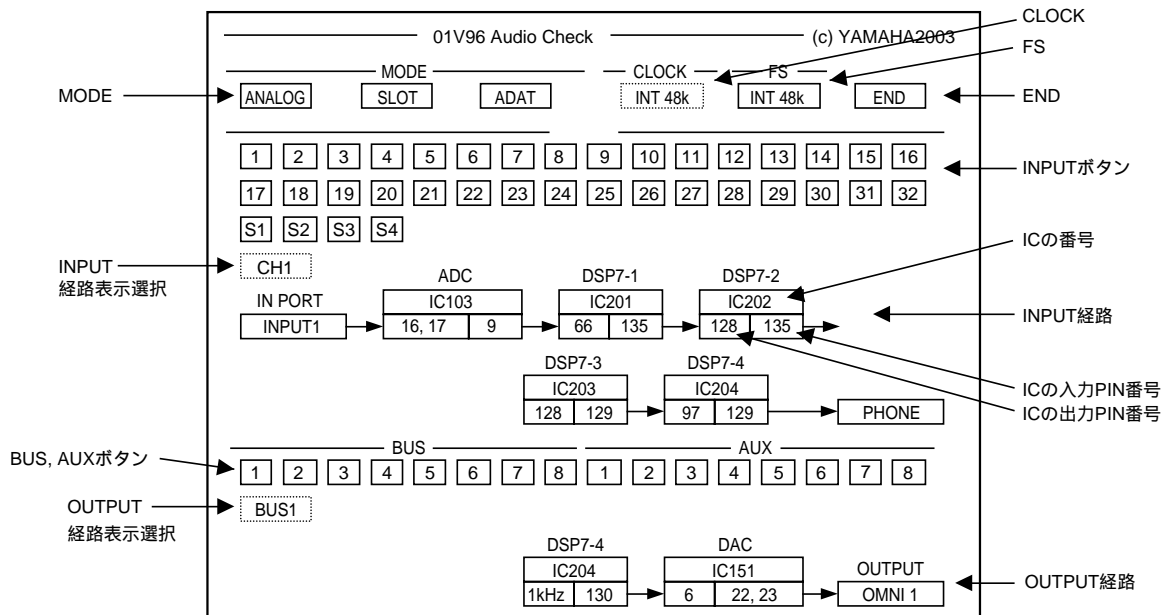 01V96 Audio Check (c) YAMAHA2003
CLOCK
FS
MODE CLOCK FS
MODE ANALOG SLOT ADAT INT 48k INT 48k END END
1 2 3 4 5 6 7 8 9 10 11 12 13 14 15 16
INPUTボタン
17 18 19 20 21 22 23 24 25 26 27 28 29 30 31 32
S1 S2 S3 S4
ICの番号
INPUT
経路表示選択
CH1
ADC DSP7-1 DSP7-2
IN PORT IC103 IC201 IC202
INPUT1 16, 17 9 66 135 128 135
INPUT経路
DSP7-3 DSP7-4
IC203 IC204
128 129 97 129 PHONE
ICの入力PIN番号
ICの出力PIN番号
BUS AUX
BUS, AUXボタン
1 2 3 4 5 6 7 8 1 2 3 4 5 6 7 8
OUTPUT
経路表示選択
BUS1
DSP7-4 DAC
IC204 IC151 OUTPUT
1kHz 130 6 22, 23 OMNI 1
OUTPUT経路